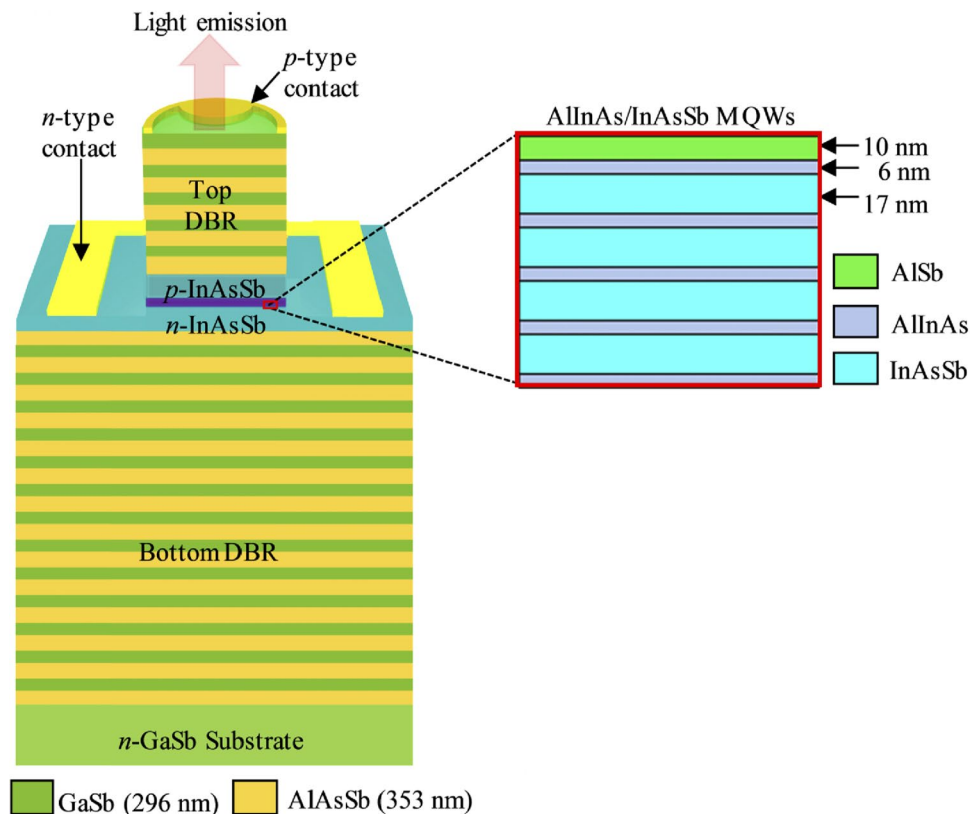 Light emission
p-type
contact
n-type
contact
Top
DBR
p-InAsSb
n-InAsSb
Bottom DBR
n-GaSb Substrate
GaSb (296 nm)
AlAsSb (353 nm)
AlInAs/InAsSb MQWs
10 nm
6 nm
17 nm
AlSb
AlInAs
InAsSb